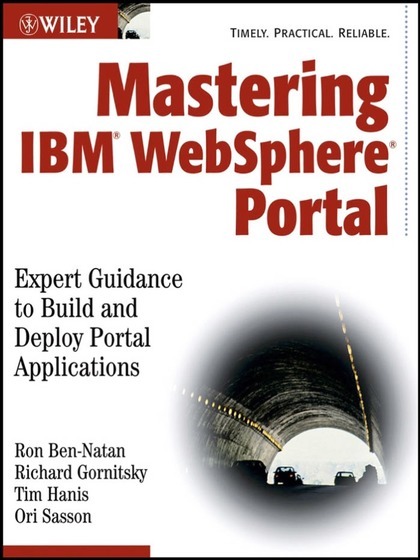 WILEY
TIMELY. PRACTICAL. RELIABLE.
Mastering
IBM® WebSphere®
Portal
Expert Guidance
to Build and
Deploy Portal
Applications
Ron Ben-Natan
Richard Gornitsky
Tim Hanis
Ori Sasson